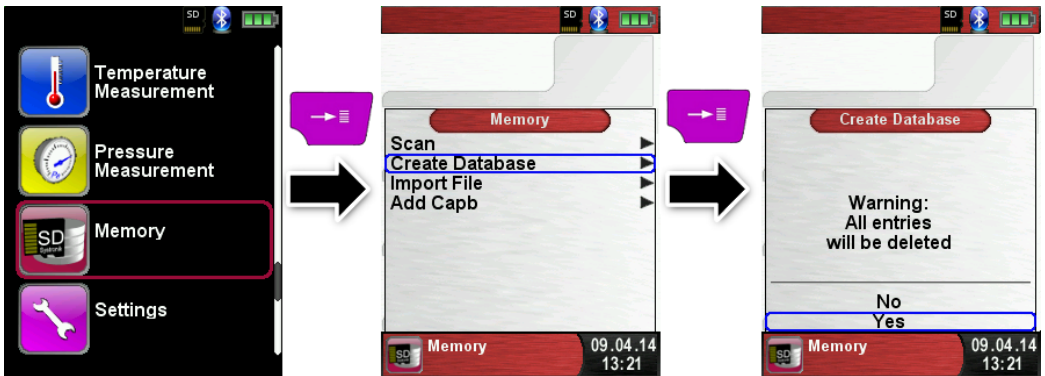 SD
Temperature
Measurement
Pressure
Measurement
SD
Memory
Settings
SD
Memory
Scan
Create Database
Import File
Add Capb
SD
Memory
09.04.14
13:21
SD
Create Database
Warning:
All entries
will be deleted
No
Yes
SD
Memory
09.04.14
13:21